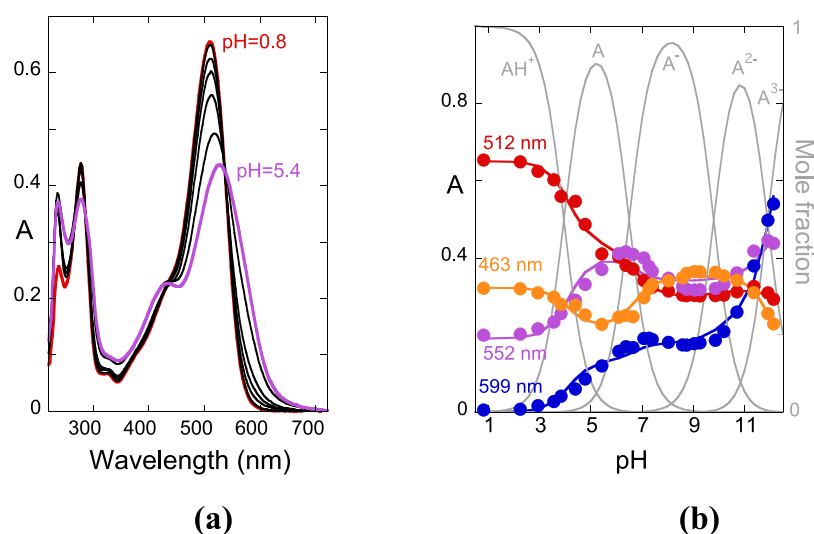 pH=0.8
pH=5.4
0.6
0.4
A
0.2
0
300
400
500
600
700
Wavelength (nm)
(a)
1
AH⁺
A
A⁻
A²⁻
A³⁻
0.8
512 nm
A
Mole fraction
0.4
463 nm
552 nm
599 nm
0
0
1
3
5
7
9
11
pH
(b)